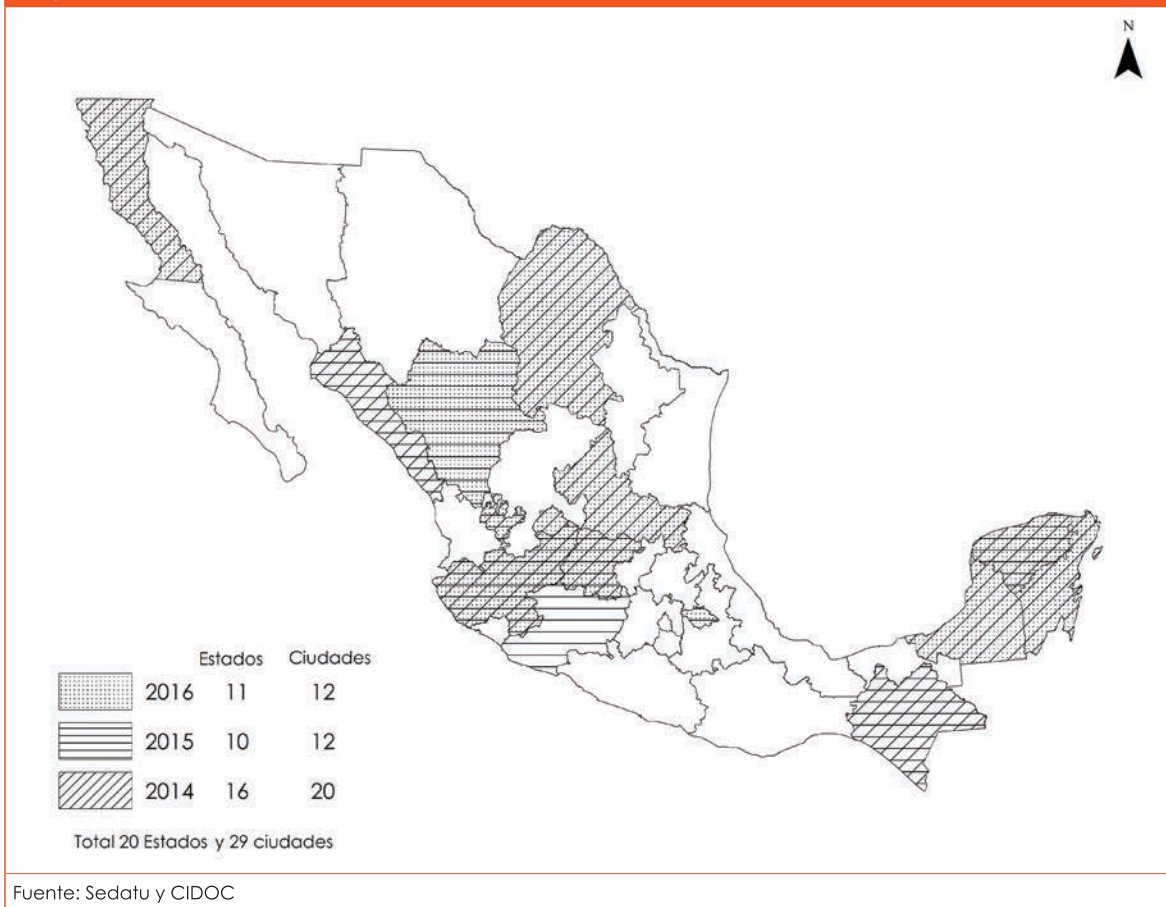 N
Estados Ciudades
2016 11 12
2015 10 12
2014 16 20
Total 20 Estados y 29 ciudades
Fuente: Sedatu y CIDOC